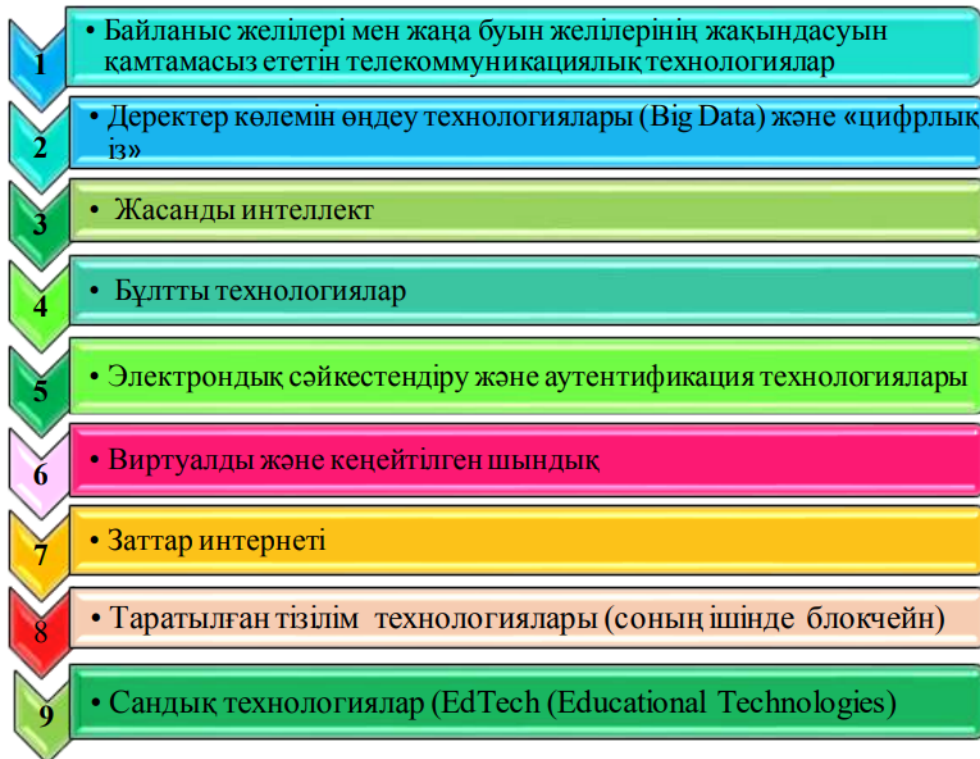 1
• Байланыс желілері мен жаңа буын желілерінің жақындасуын
қамтамасыз ететін телекоммуникациялық технологиялар
2
• Деректер көлемін өңдеу технологиялары (Big Data) және «цифрлық
із»
3
• Жасанды интеллект
4
• Бұлтты технологиялар
5
• Электрондық сәйкестендіру және аутентификация технологиялары
6
• Виртуалды және кеңейтілген шындық
7
• Заттар интернеті
8
• Таратылған тізілім технологиялары (соның ішінде блокчейн)
9
• Сандық технологиялар (EdTech (Educational Technologies)